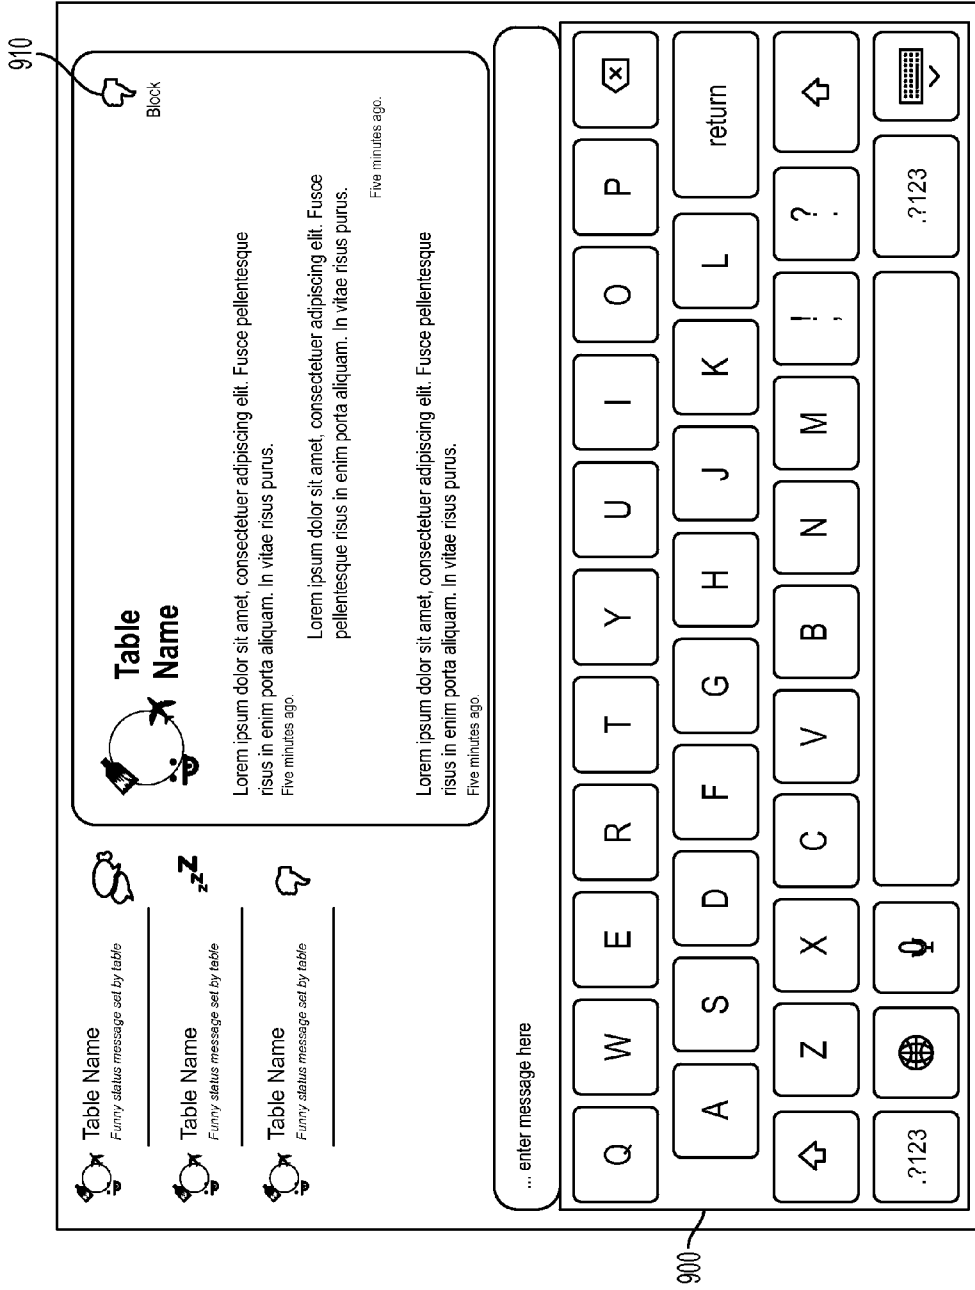 910
Table Name
Funny status message set by table
Table Name
Funny status message set by table
zzZ
Table Name
Funny status message set by table
Table
Name
Block
Lorem ipsum dolor sit amet, consectetuer adipiscing elit. Fusce pellentesque
risus in enim porta aliquam. In vitae risus purus.
Five minutes ago.
Lorem ipsum dolor sit amet, consectetuer adipiscing elit. Fusce
pellentesque risus in enim porta aliquam. In vitae risus purus.
Five minutes ago.
Lorem ipsum dolor sit amet, consectetuer adipiscing elit. Fusce pellentesque
risus in enim porta aliquam. In vitae risus purus.
Five minutes ago.
... enter message here
900
Q W E R T Y U I O P
A S D F G H J K L return
Z X C V B N M ! , ? .
.?123 .?123